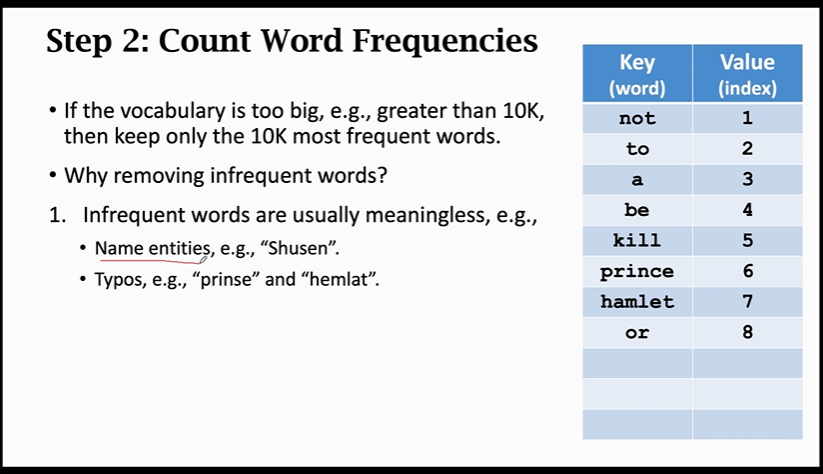 Step 2: Count Word Frequencies
• If the vocabulary is too big, e.g., greater than 10K,
then keep only the 10K most frequent words.
• Why removing infrequent words?
1. Infrequent words are usually meaningless, e.g.,
• Name entities, e.g., “Shusen”.
• Typos, e.g., “prinse” and “hemlat”.
Key Value
(word) (index)
not 1
to 2
a 3
be 4
kill 5
prince 6
hamlet 7
or 8